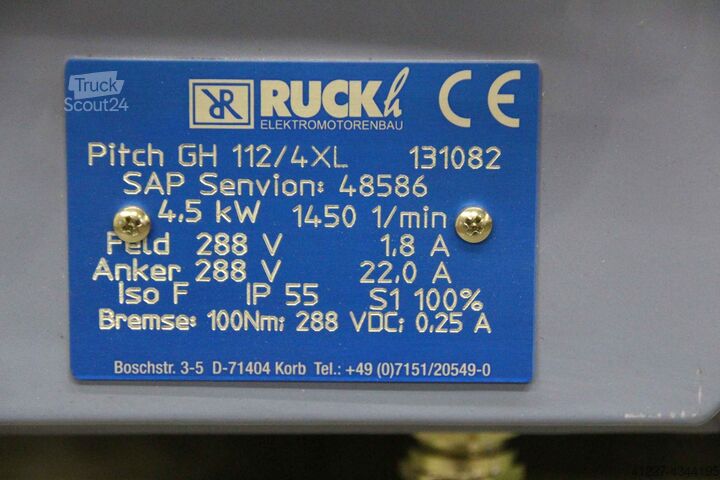 Truck
Scout24
RR RUCKh CE
ELEKTROMOTORENBAU
Pitch GH 112/4XL 131082
SAP Senvion: 48586
4.5 kW 1450 1/min
Feld 288 V 1.8 A
Anker 288 V 22.0 A
Iso F IP 55 S1 100%
Bremse: 100Nm; 288 VDC; 0.25 A
Boschstr. 3-5 D-71404 Korb Tel.: +49 (0)7151/20549-0